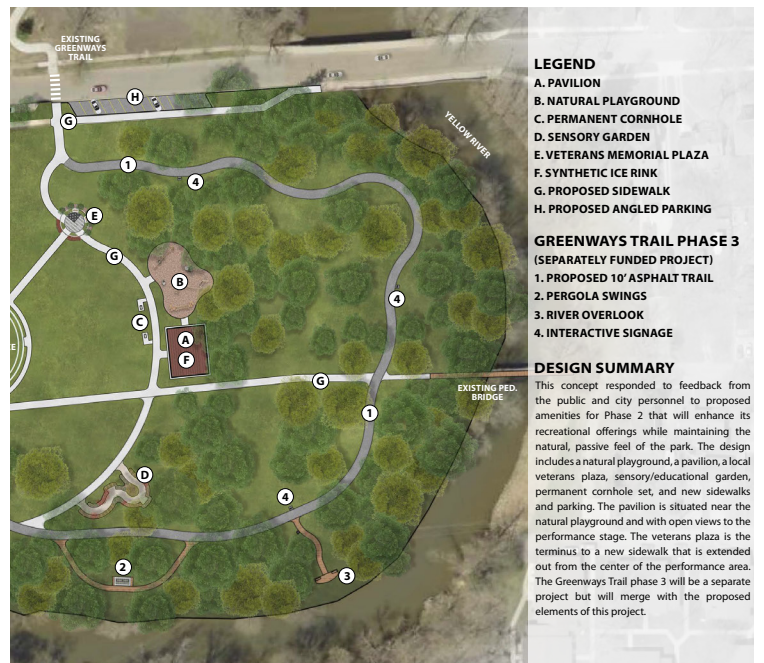 EXISTING
GREENWAYS
TRAIL
H
G
1
4
YELLOW RIVER
E
G
B
4
C
A
F
E
G
EXISTING PED.
BRIDGE
1
D
4
2
3
LEGEND
A. PAVILION
B. NATURAL PLAYGROUND
C. PERMANENT CORNHOLE
D. SENSORY GARDEN
E. VETERANS MEMORIAL PLAZA
F. SYNTHETIC ICE RINK
G. PROPOSED SIDEWALK
H. PROPOSED ANGLED PARKING
GREENWAYS TRAIL PHASE 3
(SEPARATELY FUNDED PROJECT)
1. PROPOSED 10' ASPHALT TRAIL
2. PERGOLA SWINGS
3. RIVER OVERLOOK
4. INTERACTIVE SIGNAGE
DESIGN SUMMARY
This concept responded to feedback from
the public and city personnel to proposed
amenities for Phase 2 that will enhance its
recreational offerings while maintaining the
natural, passive feel of the park. The design
includes a natural playground, a pavilion, a local
veterans plaza, sensory/educational garden,
permanent cornhole set, and new sidewalks
and parking. The pavilion is situated near the
natural playground and with open views to the
performance stage. The veterans plaza is the
terminus to a new sidewalk that is extended
out from the center of the performance area.
The Greenways Trail phase 3 will be a separate
project but will merge with the proposed
elements of this project.